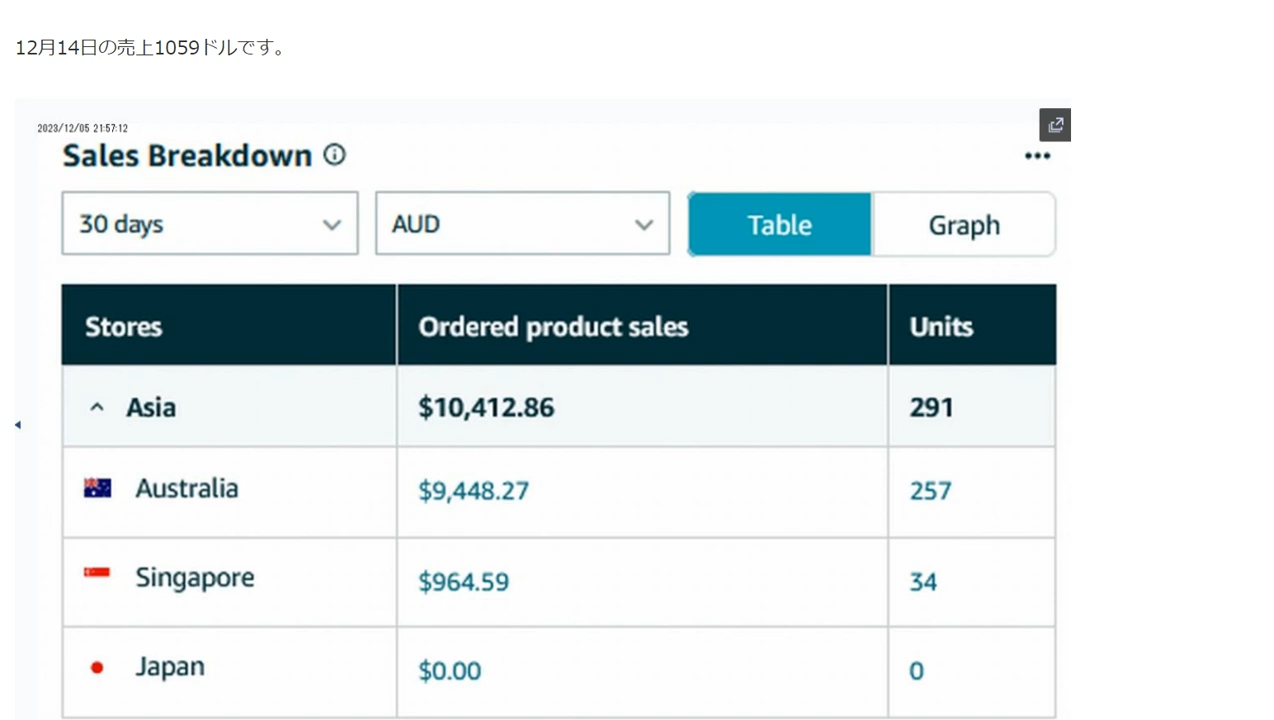 12月14日の売上1059ドルです。
2023/12/05 21:57:12
Sales Breakdown
30 days AUD Table Graph
Stores Ordered product sales Units
Asia $10,412.86 291
Australia $9,448.27 257
Singapore $964.59 34
Japan $0.00 0